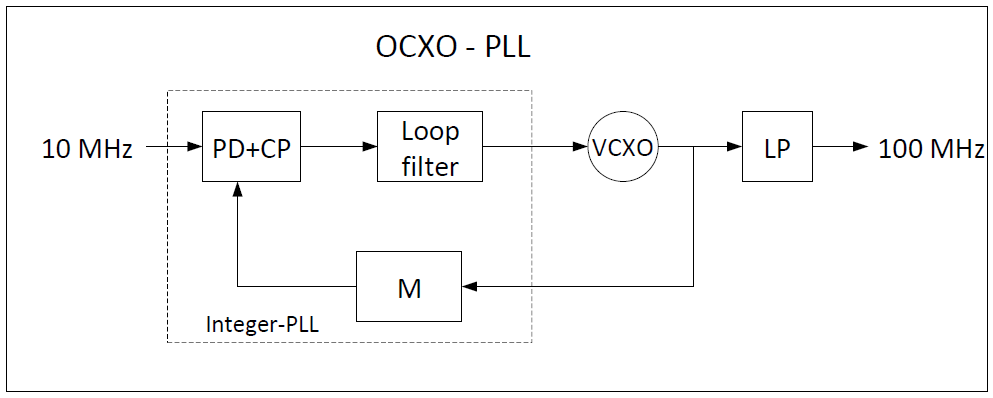 OCXO - PLL
10 MHz
PD+CP
Loop
filter
VCXO
LP
100 MHz
M
Integer-PLL